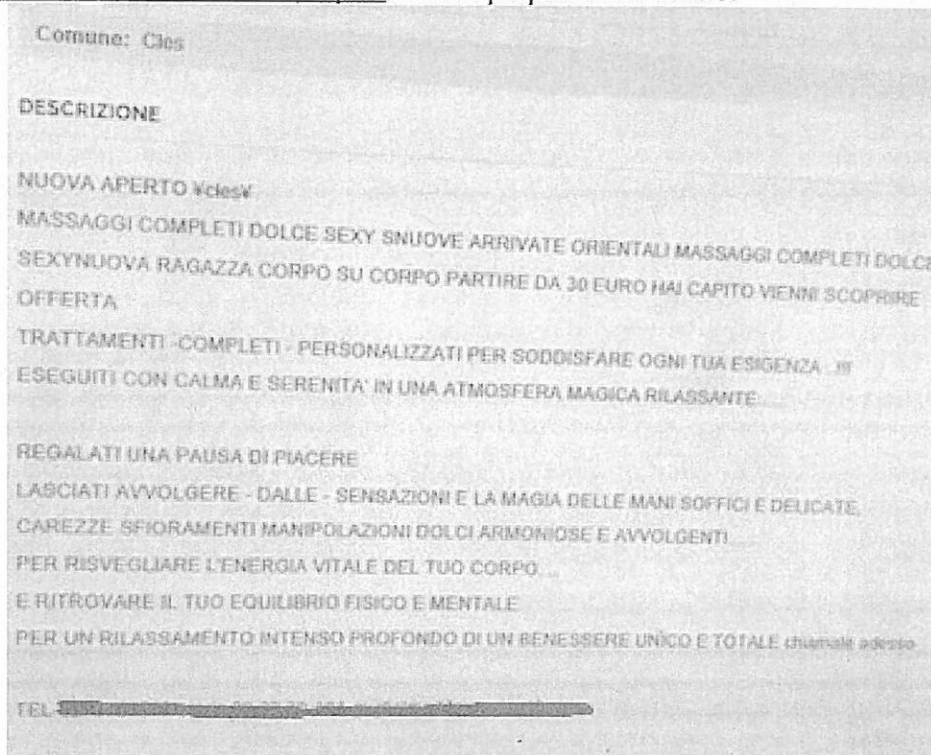 Comune: Cles
DESCRIZIONE
NUOVA APERTO ¥cles¥
MASSAGGI COMPLETI DOLCE SEXY SNUOVE ARRIVATE ORIENTALI MASSAGGI COMPLETI DOLCE
SEXYNUOVA RAGAZZA CORPO SU CORPO PARTIRE DA 30 EURO HAI CAPITO VIENNI SCOPRIRE
OFFERTA
TRATTAMENTI -COMPLETI - PERSONALIZZATI PER SODDISFARE OGNI TUA ESIGENZA ..!!!
ESEGUITI CON CALMA E SERENITA' IN UNA ATMOSFERA MAGICA RILASSANTE.....
REGALATI UNA PAUSA DI PIACERE
LASCIATI AVVOLGERE - DALLE - SENSAZIONI E LA MAGIA DELLE MANI SOFFICI E DELICATE,
CAREZZE SFIORAMENTI MANIPOLAZIONI DOLCI ARMONIOSE E AVVOLGENTI.....
PER RISVEGLIARE L'ENERGIA VITALE DEL TUO CORPO...
E RITROVARE IL TUO EQUILIBRIO FISICO E MENTALE
PER UN RILASSAMENTO INTENSO PROFONDO DI UN BENESSERE UNICO E TOTALE chiamale adesso
TEL